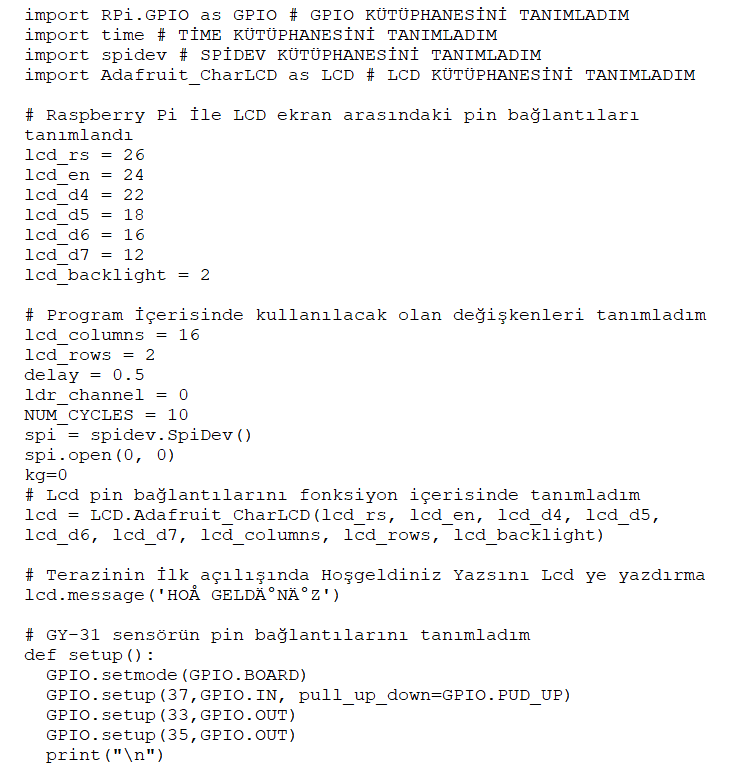 import RPi.GPIO as GPIO # GPIO KÜTÜPHANESİNİ TANIMLADIM
import time # TİME KÜTÜPHANESİNİ TANIMLADIM
import spidev # SPİDEV KÜTÜPHANESİNİ TANIMLADIM
import Adafruit_CharLCD as LCD # LCD KÜTÜPHANESİNİ TANIMLADIM

# Raspberry Pi İle LCD ekran arasındaki pin bağlantıları
tanımlandı
lcd_rs = 26
lcd_en = 24
lcd_d4 = 22
lcd_d5 = 18
lcd_d6 = 16
lcd_d7 = 12
lcd_backlight = 2

# Program İçerisinde kullanılacak olan değişkenleri tanımladım
lcd_columns = 16
lcd_rows = 2
delay = 0.5
ldr_channel = 0
NUM_CYCLES = 10
spi = spidev.SpiDev()
spi.open(0, 0)
kg=0
# Lcd pin bağlantılarını fonksiyon içerisinde tanımladım
lcd = LCD.Adafruit_CharLCD(lcd_rs, lcd_en, lcd_d4, lcd_d5,
lcd_d6, lcd_d7, lcd_columns, lcd_rows, lcd_backlight)

# Terazinin İlk açılışında Hoşgeldiniz Yazsını Lcd ye yazdırma
lcd.message('HOÅ GELDÄ°NÄ°Z')

# GY-31 sensörün pin bağlantılarını tanımladım
def setup():
  GPIO.setmode(GPIO.BOARD)
  GPIO.setup(37,GPIO.IN, pull_up_down=GPIO.PUD_UP)
  GPIO.setup(33,GPIO.OUT)
  GPIO.setup(35,GPIO.OUT)
  print("\n")